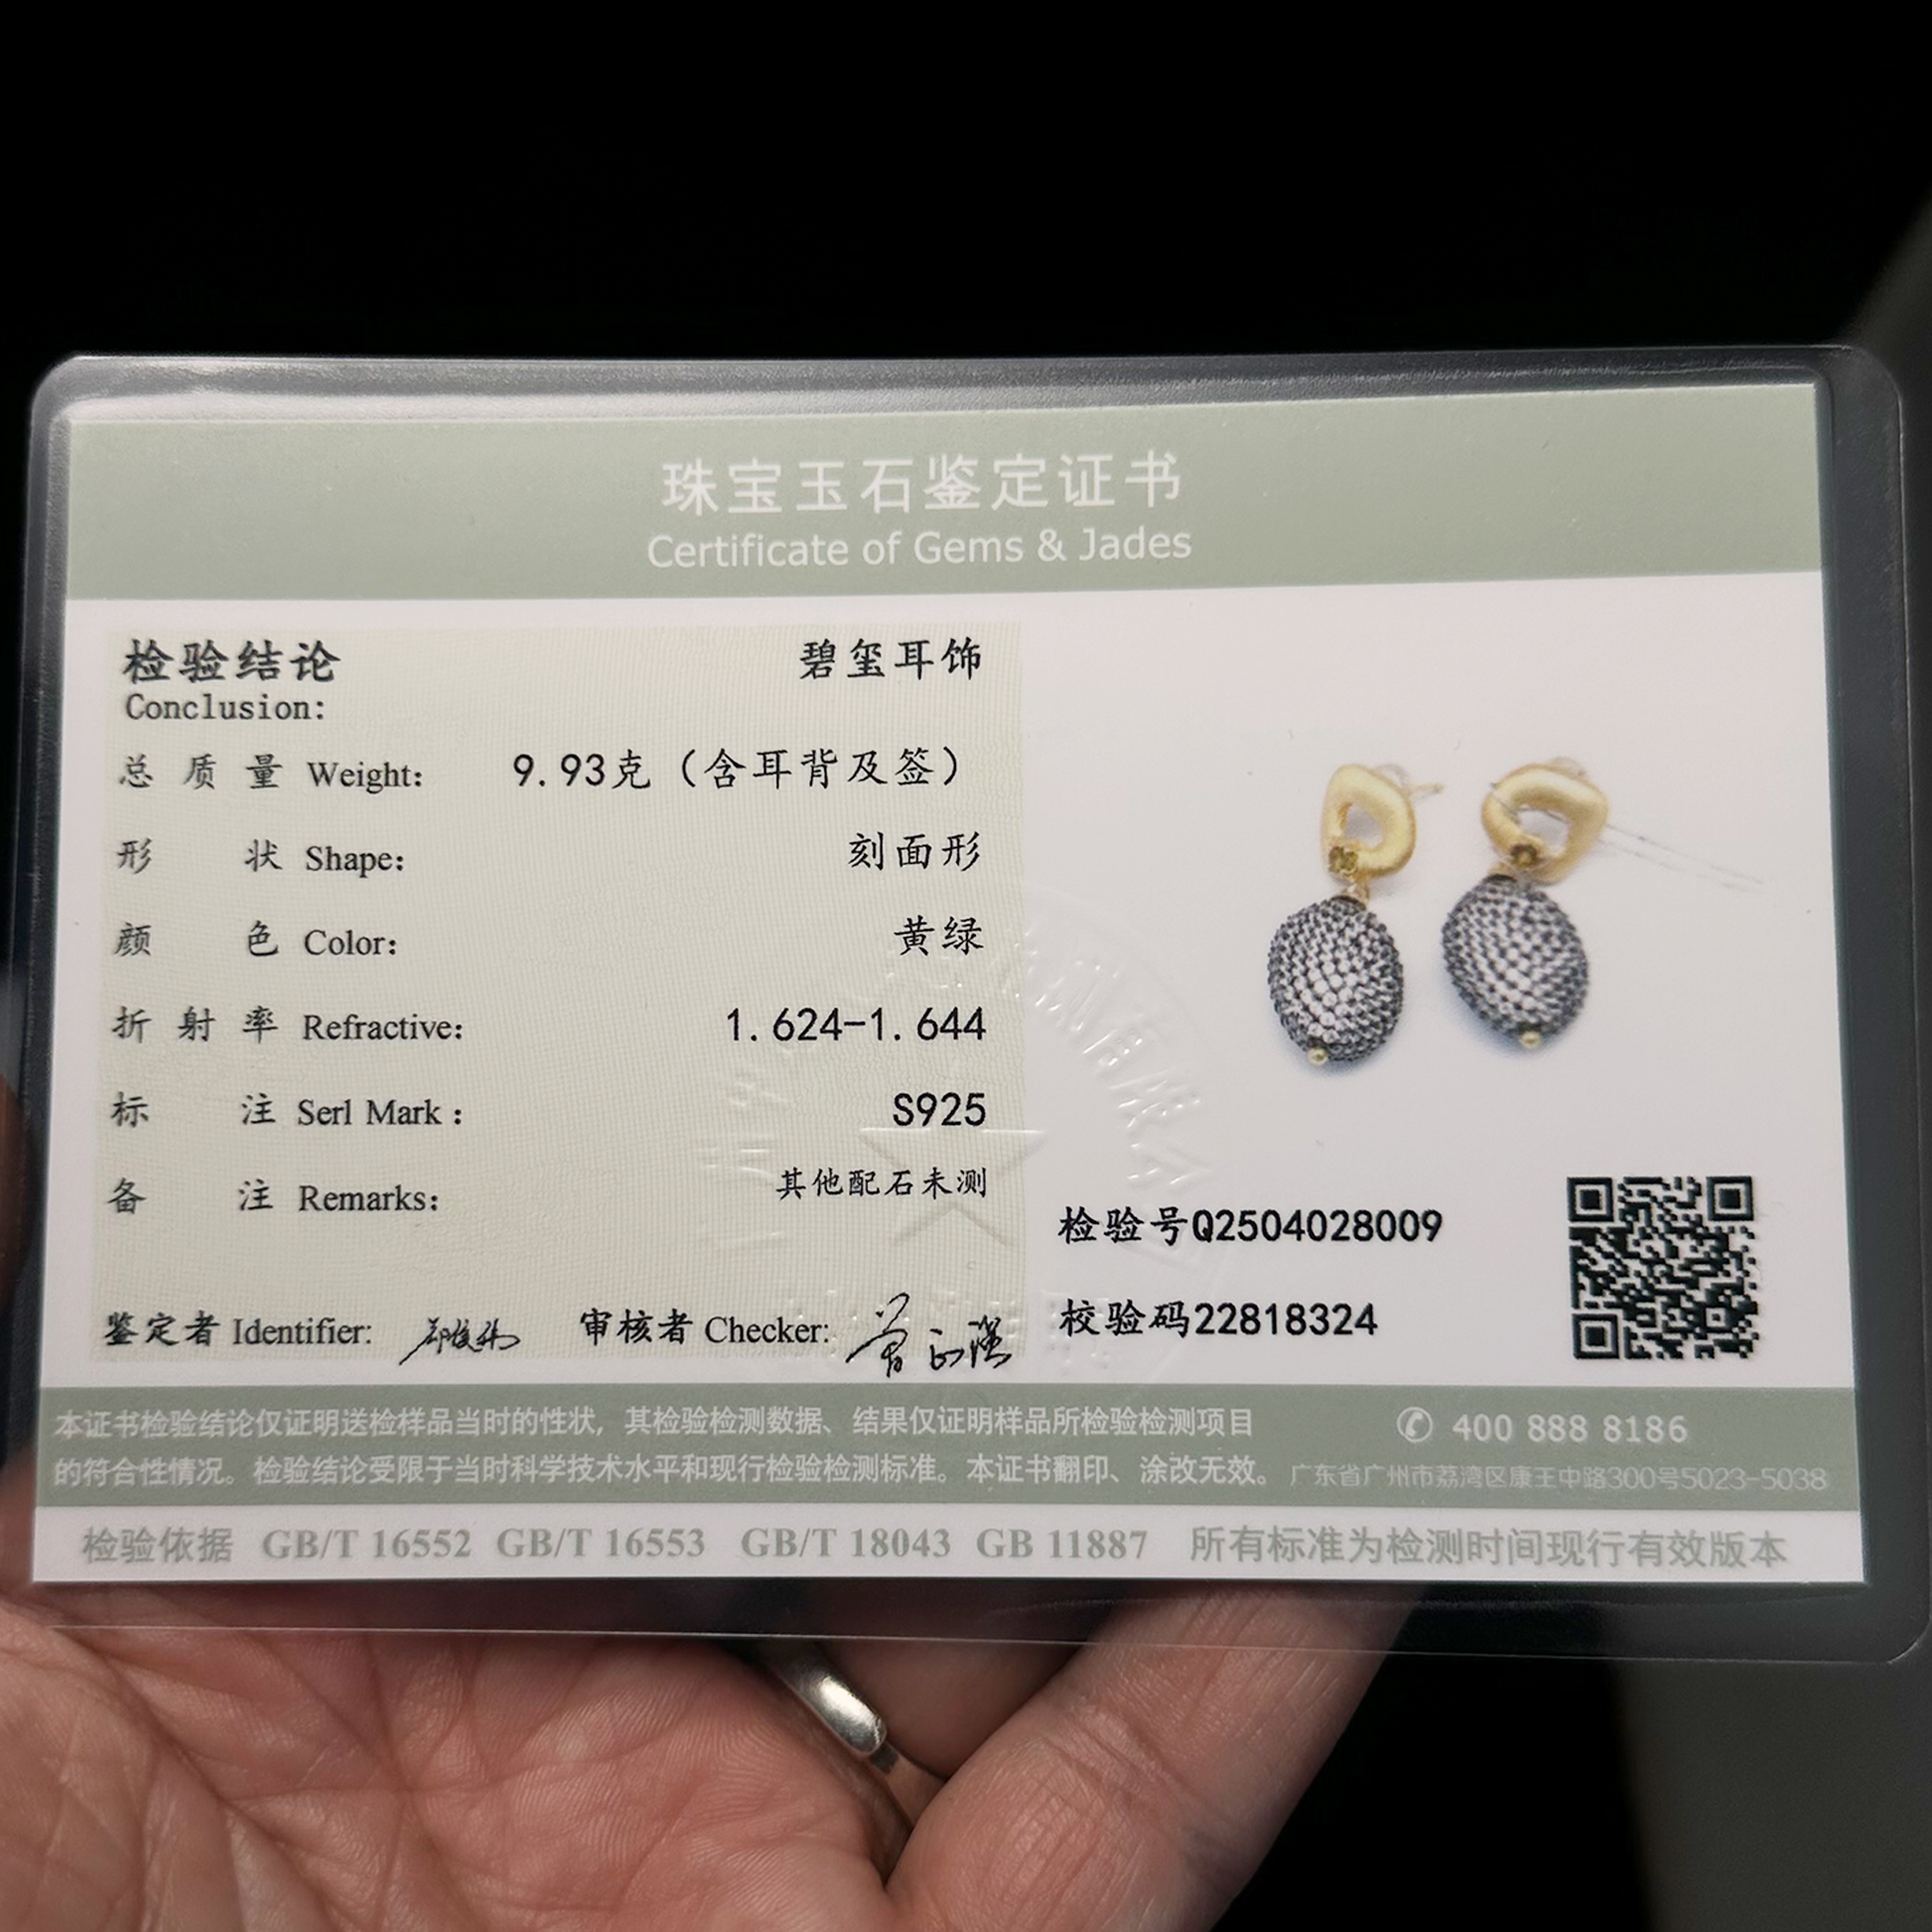 珠宝玉石鉴定证书
Certificate of Gems & Jades
检验结论 碧玺耳饰
Conclusion:
总质量 Weight: 9.93克（含耳背及签）
形状 Shape: 刻面形
颜色 Color: 黄绿
折射率 Refractive: 1.624-1.644
标注 Serl Mark: S925
备注 Remarks: 其他配石未测
检验号Q2504028009
校验码22818324
鉴定者 Identifier: 审核者 Checker:
本证书检验结论仅证明送检样品当时的性状，其检验检测数据、结果仅证明样品所检验检测项目
的符合性情况。检验结论受限于当时科学技术水平和现行检验检测标准。本证书翻印、涂改无效。
400 888 8186
广东省广州市荔湾区康王中路300号5023-5038
检验依据 GB/T 16552 GB/T 16553 GB/T 18043 GB 11887 所有标准为检测时间现行有效版本